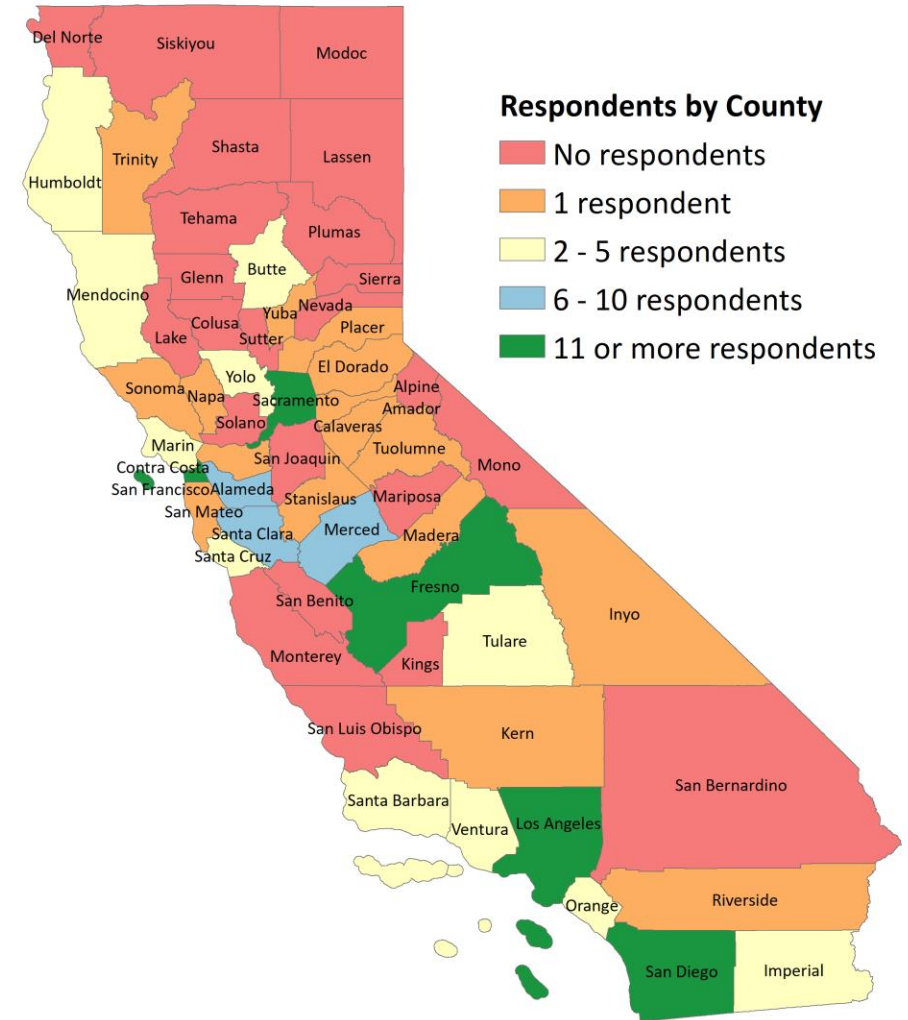 Del Norte
Siskiyou
Modoc
Respondents by County
No respondents
1 respondent
2 - 5 respondents
6 - 10 respondents
11 or more respondents
Humboldt
Trinity
Shasta
Lassen
Tehama
Plumas
Mendocino
Glenn
Butte
Sierra
Lake
Colusa
Sutter
Yuba
Nevada
Placer
Sonoma
Napa
Yolo
Sacramento
El Dorado
Alpine
Amador
Solano
Calaveras
Marin
Tuolumne
Contra Costa
San Joaquin
Mono
San Francisco
Alameda
Stanislaus
Mariposa
San Mateo
Santa Clara
Merced
Madera
Santa Cruz
Fresno
San Benito
Inyo
Monterey
Kings
Tulare
San Luis Obispo
Kern
San Bernardino
Santa Barbara
Ventura
Los Angeles
Orange
Riverside
San Diego
Imperial